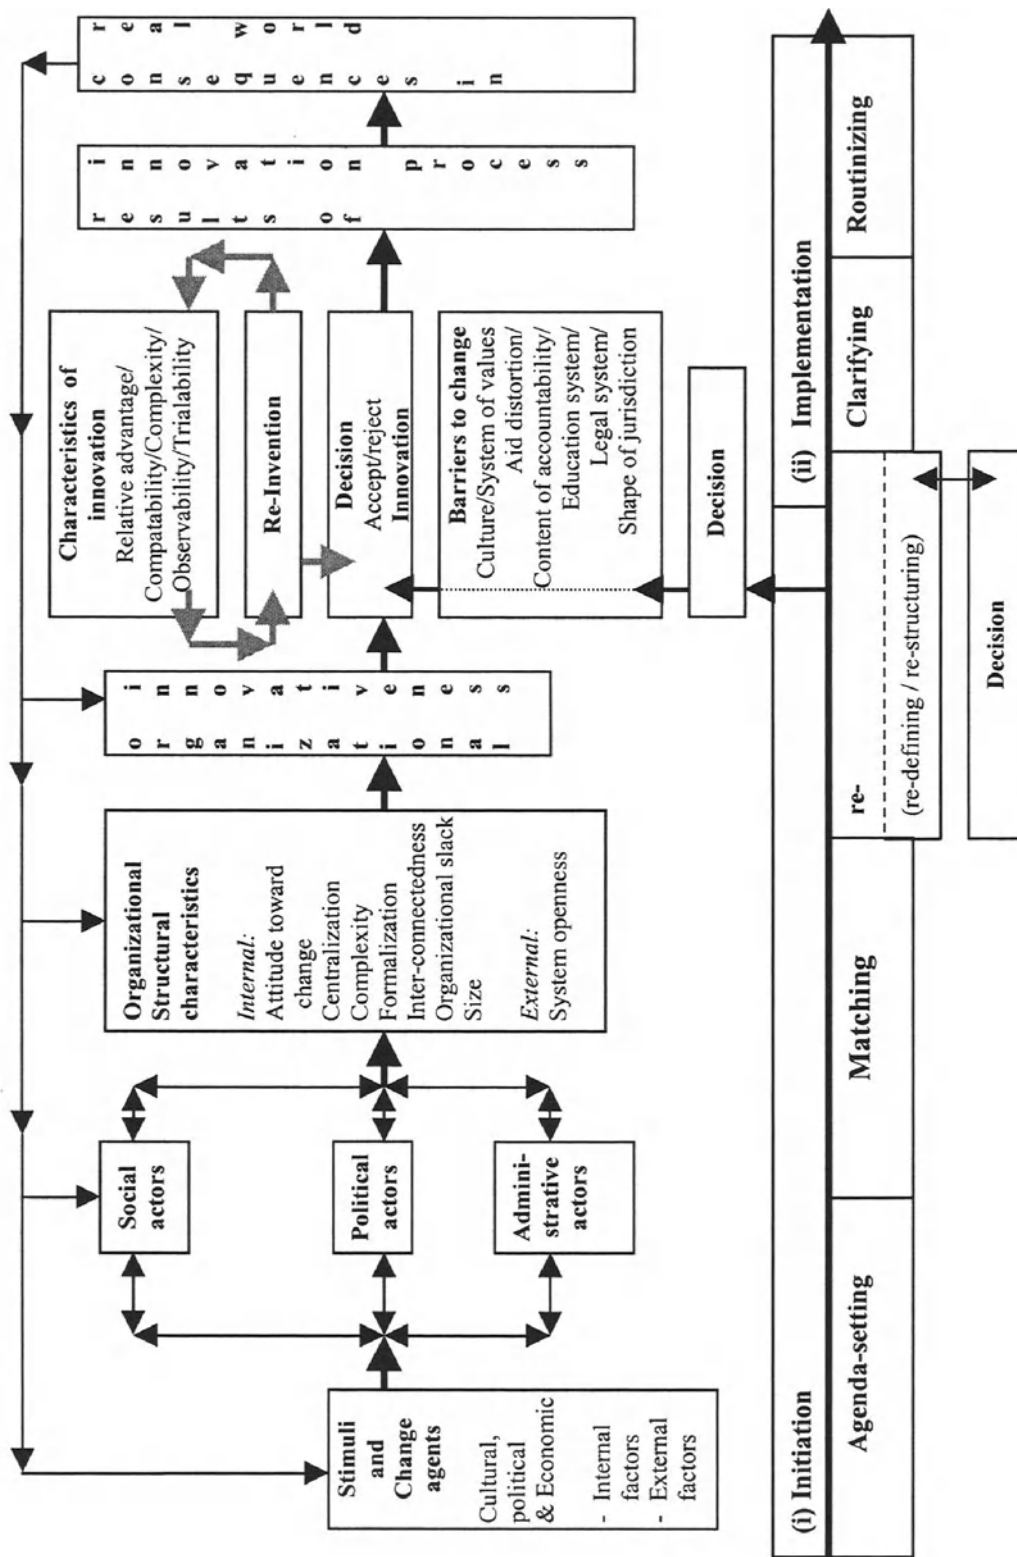 Stimuli
and
Change
agents
Cultural,
political
& Economic
- Internal
factors
- External
factors
Social
actors
Political
actors
Admini-
strative
actors
Organizational
Structural
characteristics
Internal:
Attitude toward
change
Centralization
Complexity
Formalization
Inter-connectedness
Organizational slack
Size
External:
System openness
organizational
innovativeness
Characteristics of
innovation
Relative advantage/
Compatability/Complexity/
Observability/Trialability
Re-Invention
Decision
Accept/reject
Innovation
Barriers to change
Culture/System of values
Aid distortion/
Content of accountability/
Education system/
Legal system/
Shape of jurisdiction
Decision
results of
innovation process
consequences in
real world
(i) Initiation
(ii) Implementation
Agenda-setting
Matching
re-
(re-defining / re-structuring)
Clarifying
Routinizing
Decision